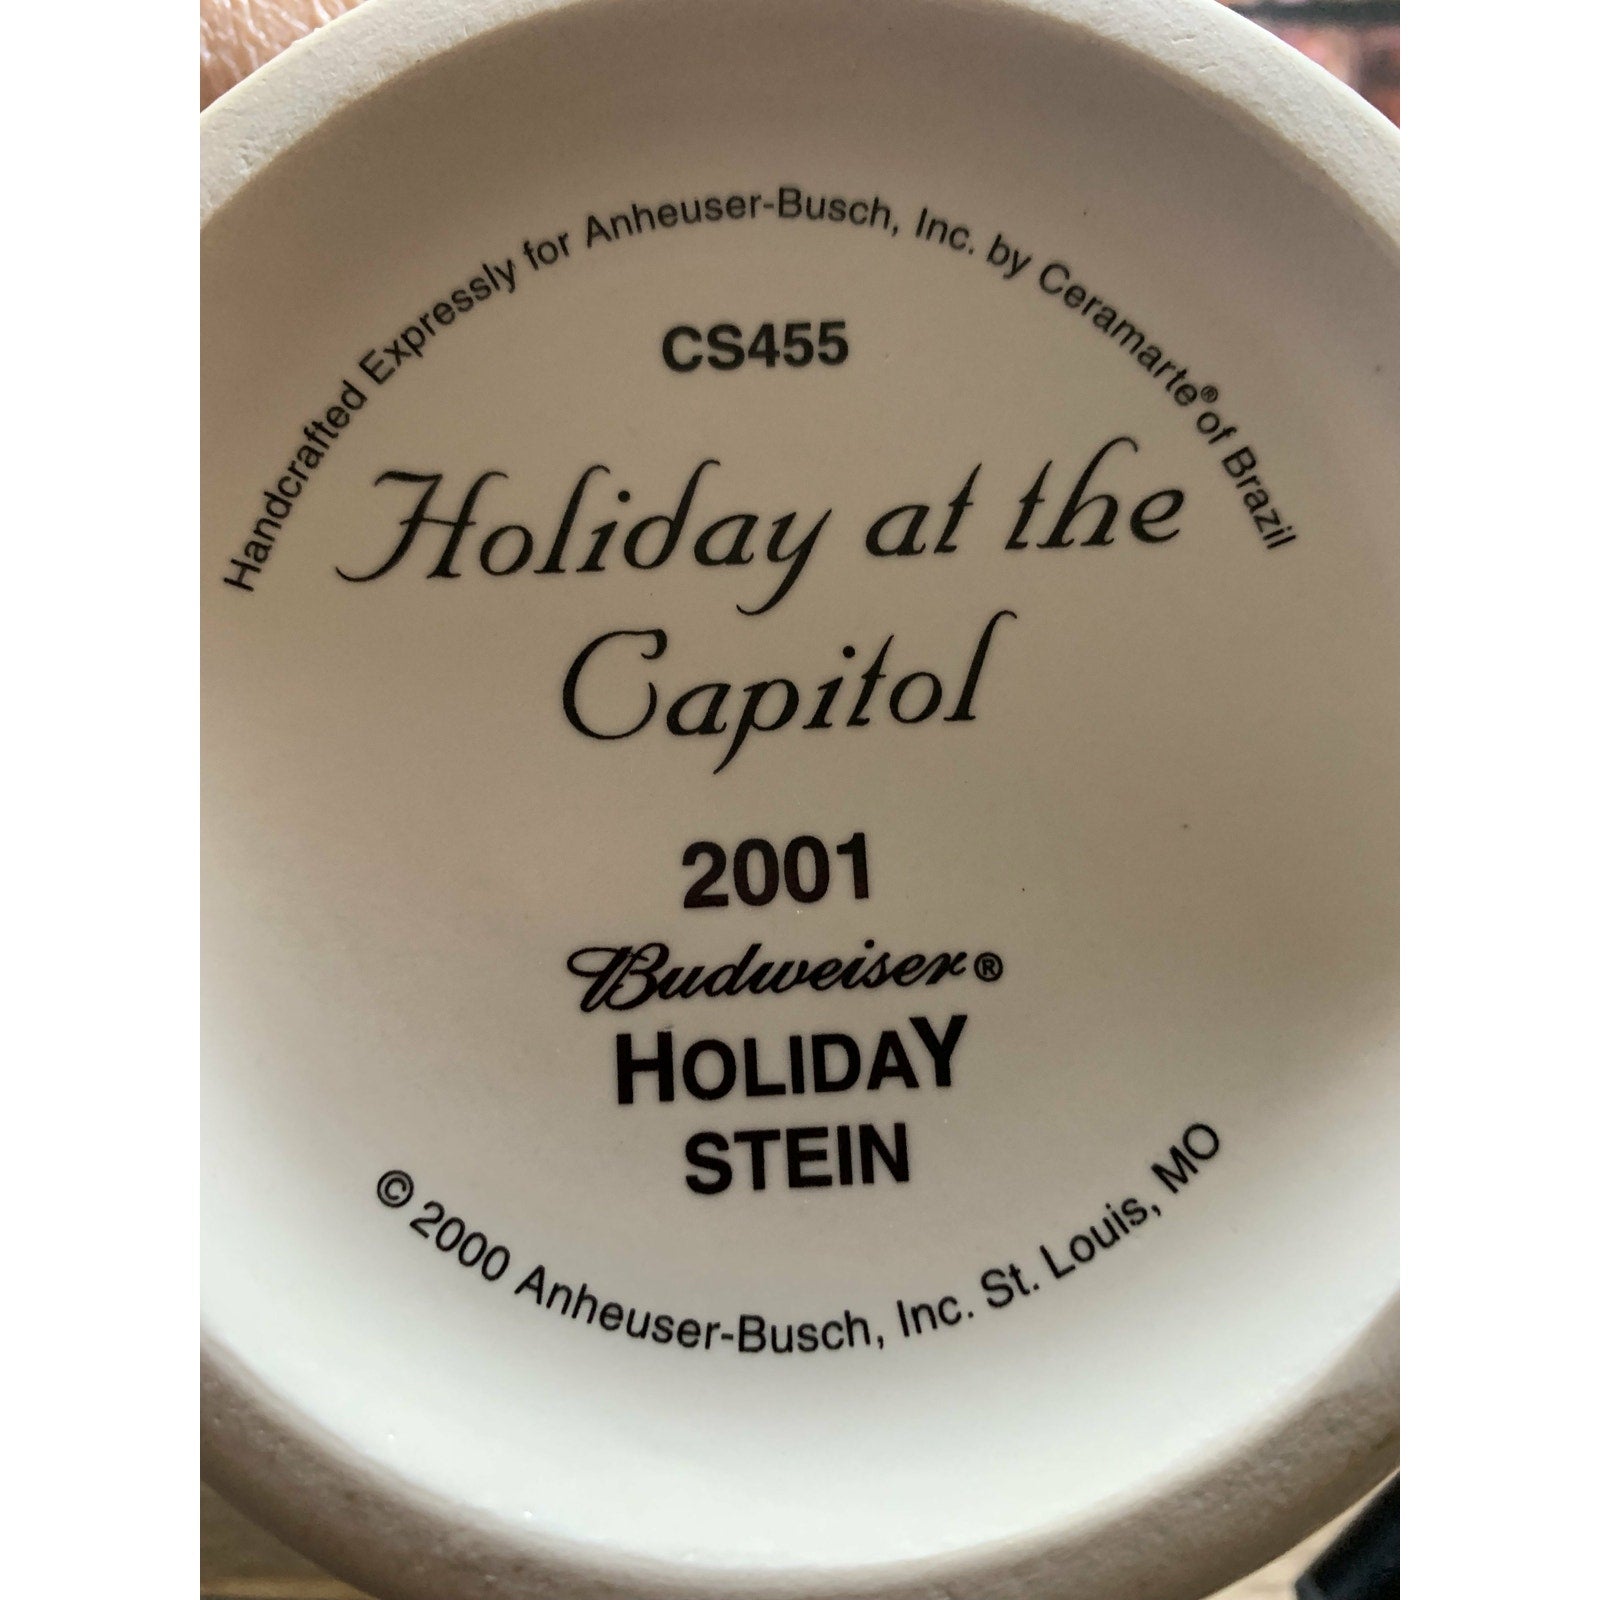 Handcrafted Expressly for Anheuser-Busch, Inc. by Ceramarte® of Brazil
CS455
Holiday at the
Capitol
2001
Budweiser®
HOLIDAY
STEIN
© 2000 Anheuser-Busch, Inc. St. Louis, MO